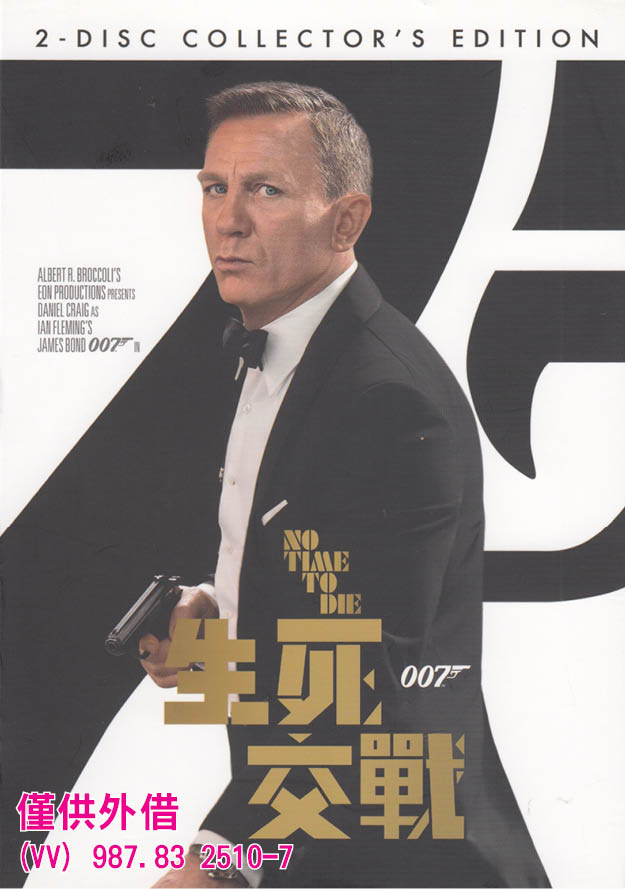 2-DISC COLLECTOR'S EDITION
ALBERT R. BROCCOLI'S
EON PRODUCTIONS PRESENTS
DANIEL CRAIG AS
IAN FLEMING'S
JAMES BOND 007 IN
NO
TIME
TO
DIE
生死
007
交戰
僅供外借
(VV) 987.83 2510-7